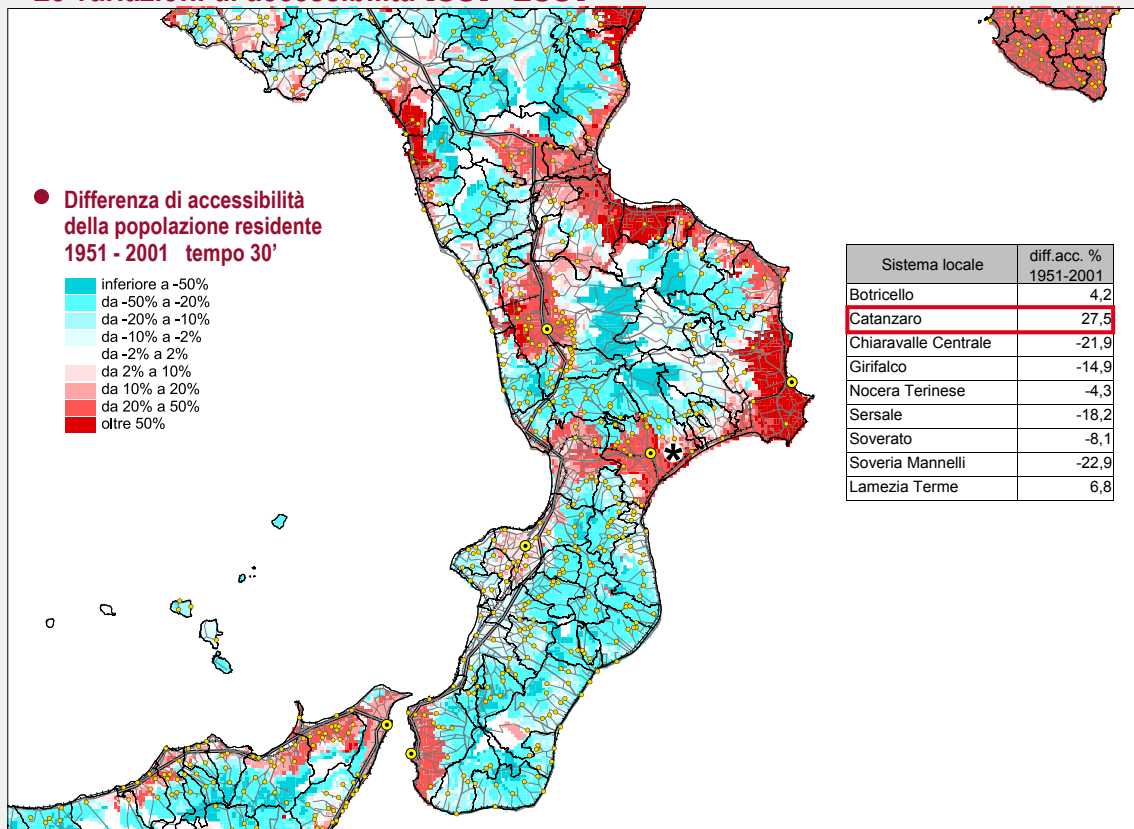 Differenza di accessibilità
della popolazione residente
1951 - 2001 tempo 30'
inferiore a -50%
da -50% a -20%
da -20% a -10%
da -10% a -2%
da -2% a 2%
da 2% a 10%
da 10% a 20%
da 20% a 50%
oltre 50%
Sistema locale diff.acc. % 1951-2001
Botricello 4,2
Catanzaro 27,5
Chiaravalle Centrale -21,9
Girifalco -14,9
Nocera Terinese -4,3
Sersale -18,2
Soverato -8,1
Soveria Mannelli -22,9
Lamezia Terme 6,8
*